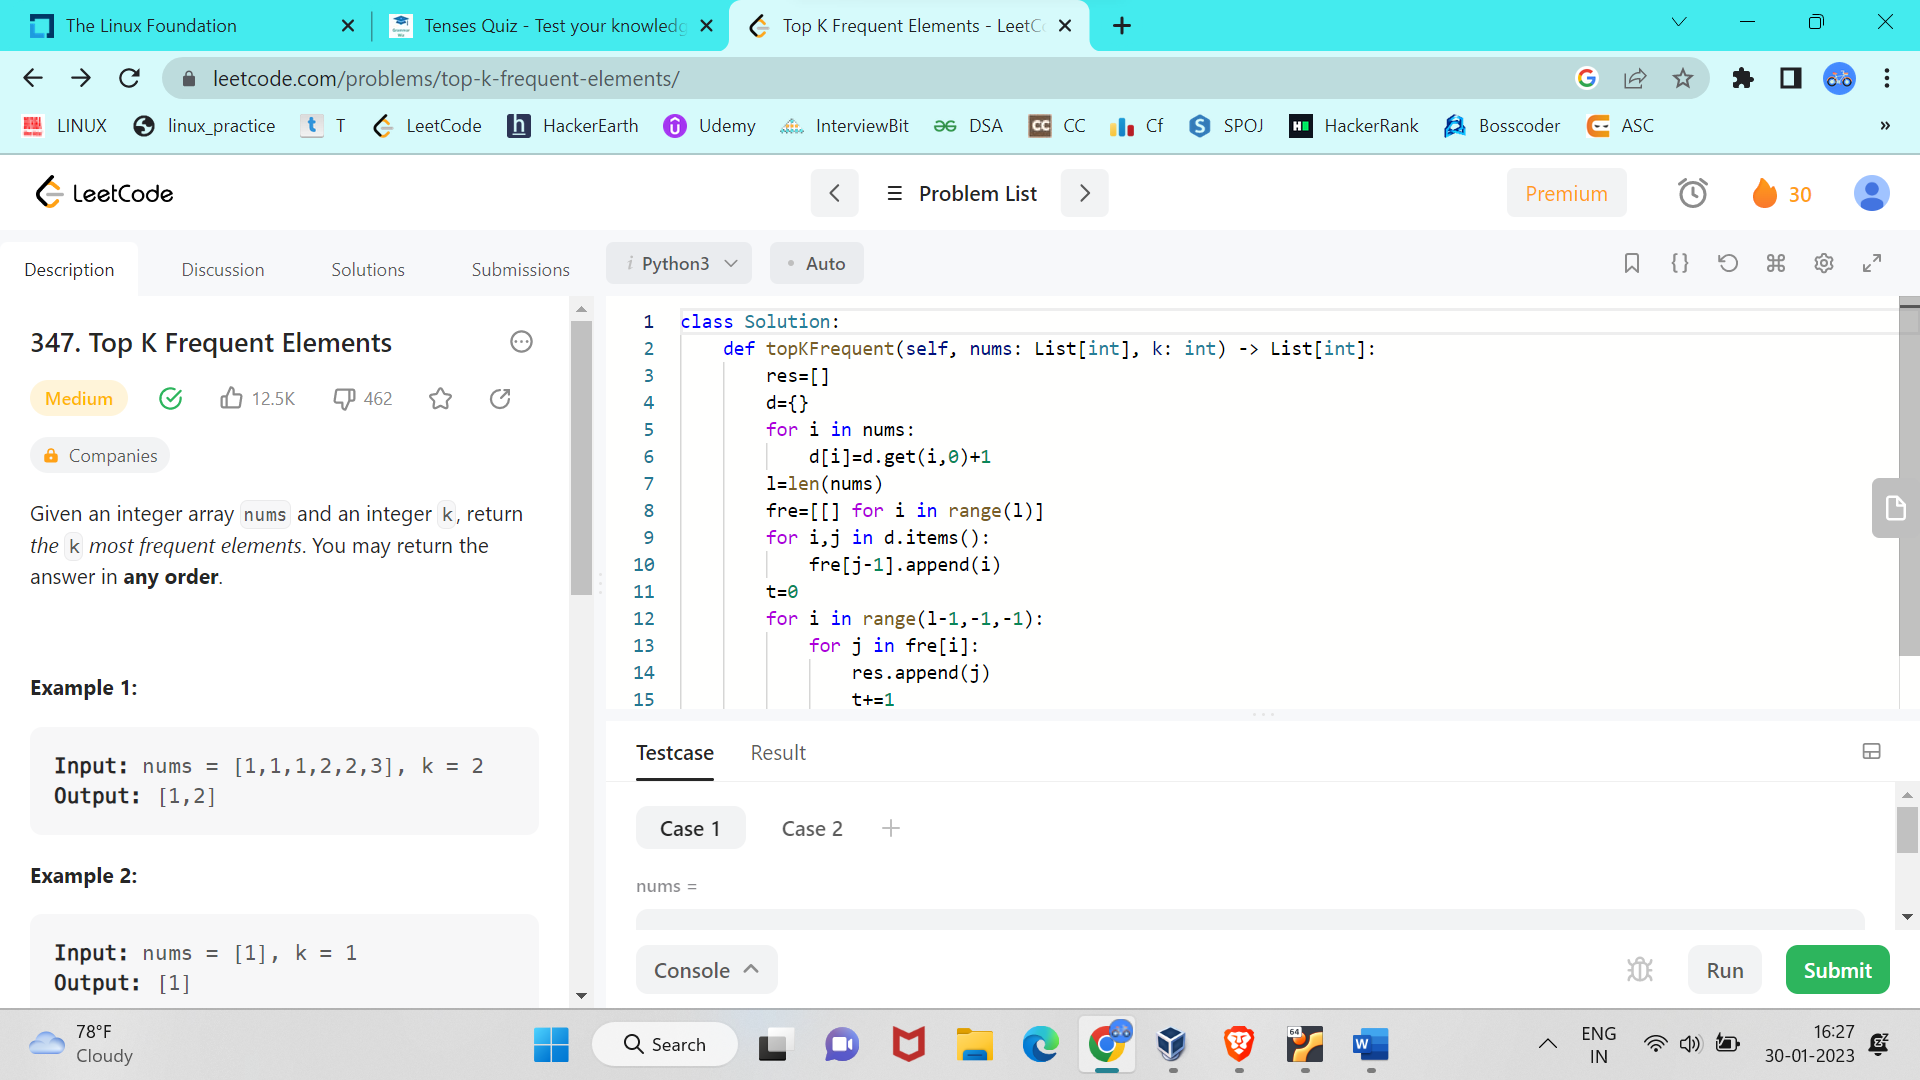 The Linux Foundation
Tenses Quiz - Test your knowledg
Top K Frequent Elements - LeetCo
leetcode.com/problems/top-k-frequent-elements/
LINUX
linux_practice
T
LeetCode
HackerEarth
Udemy
InterviewBit
DSA
CC
Cf
SPOJ
HackerRank
Bosscoder
ASC
LeetCode
Problem List
Premium
30
Description
Discussion
Solutions
Submissions
i Python3
Auto
347. Top K Frequent Elements
Medium
12.5K
462
Companies
Given an integer array nums and an integer k, return
the k most frequent elements. You may return the
answer in any order.
Example 1:
Input: nums = [1,1,1,2,2,3], k = 2
Output: [1,2]
Example 2:
Input: nums = [1], k = 1
Output: [1]
1 class Solution:
2 def topKFrequent(self, nums: List[int], k: int) -> List[int]:
3 res=[]
4 d={}
5 for i in nums:
6 d[i]=d.get(i,0)+1
7 l=len(nums)
8 fre=[[] for i in range(l)]
9 for i,j in d.items():
10 fre[j-1].append(i)
11 t=0
12 for i in range(l-1,-1,-1):
13 for j in fre[i]:
14 res.append(j)
15 t+=1
Testcase
Result
Case 1
Case 2
nums =
Console
Run
Submit
78°F
Cloudy
Search
ENG
IN
16:27
30-01-2023